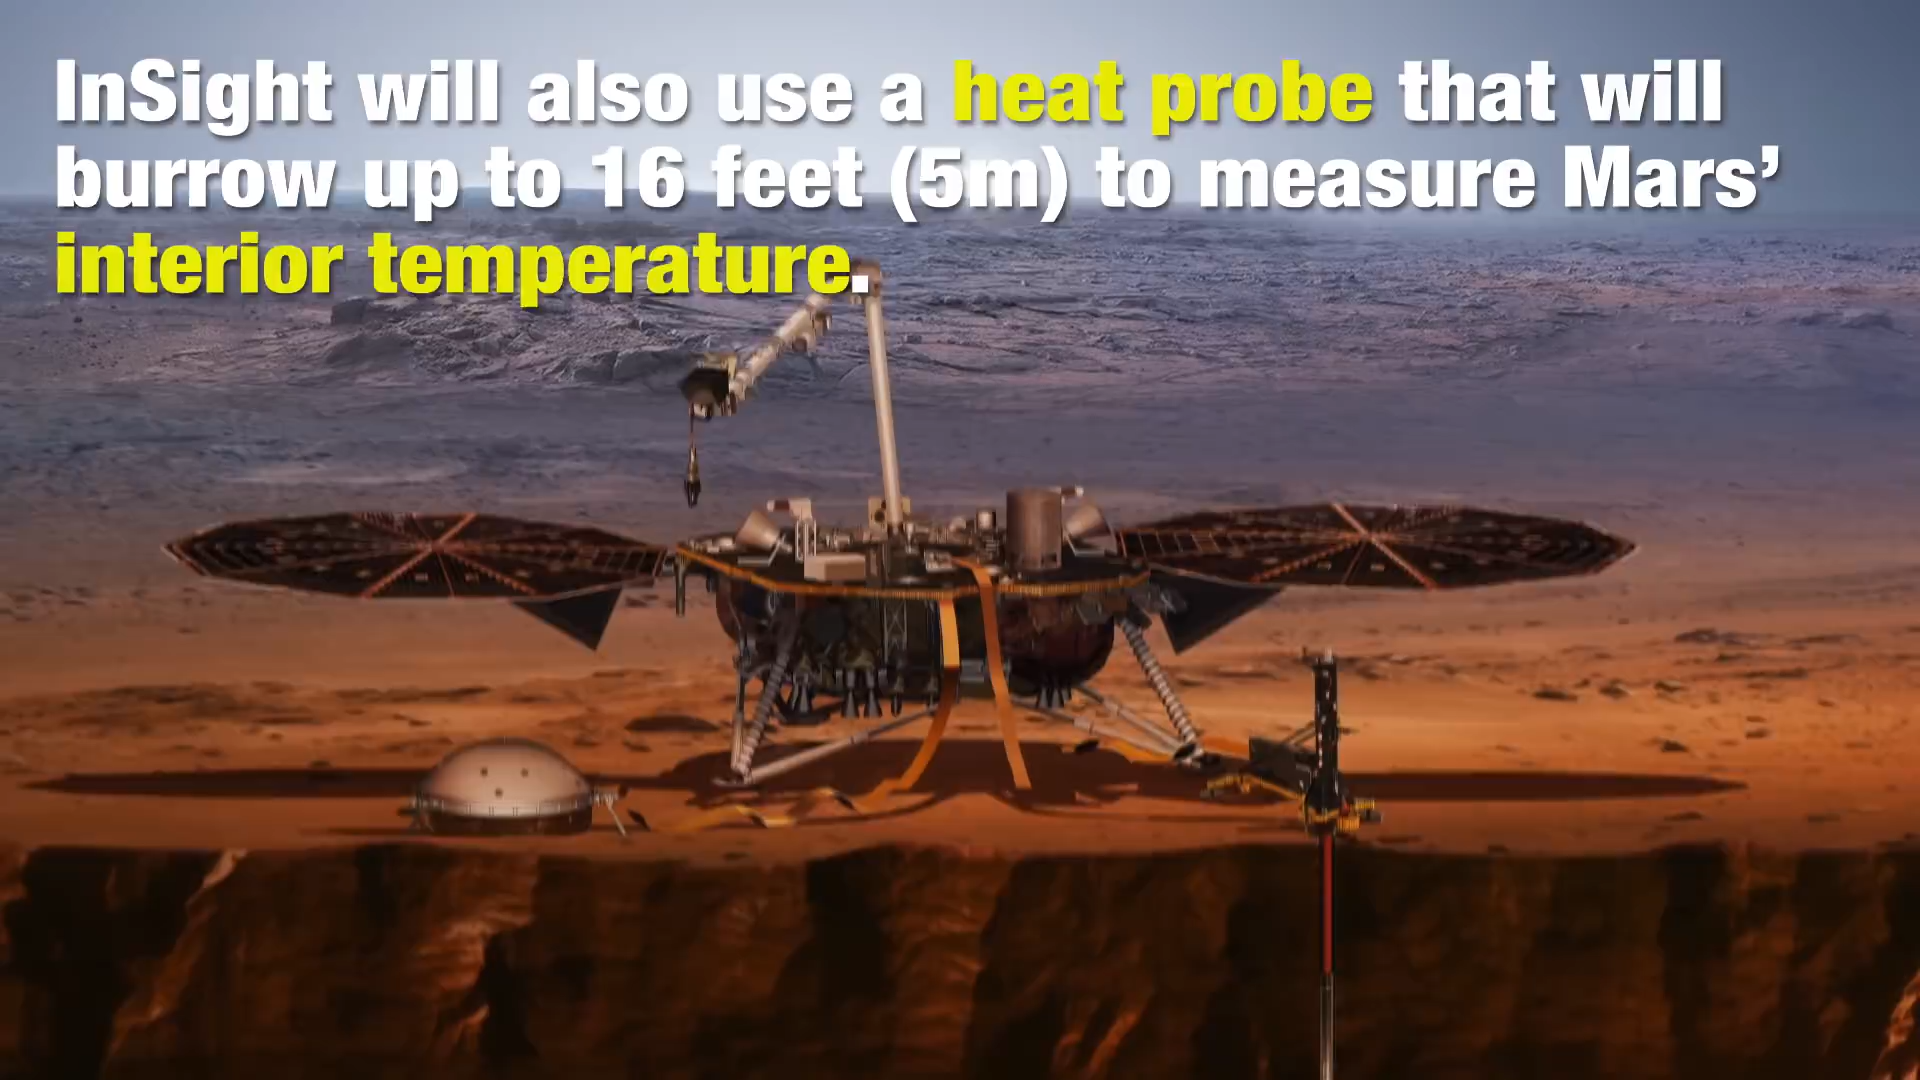 InSight will also use a heat probe that will
burrow up to 16 feet (5m) to measure Mars’
interior temperature.